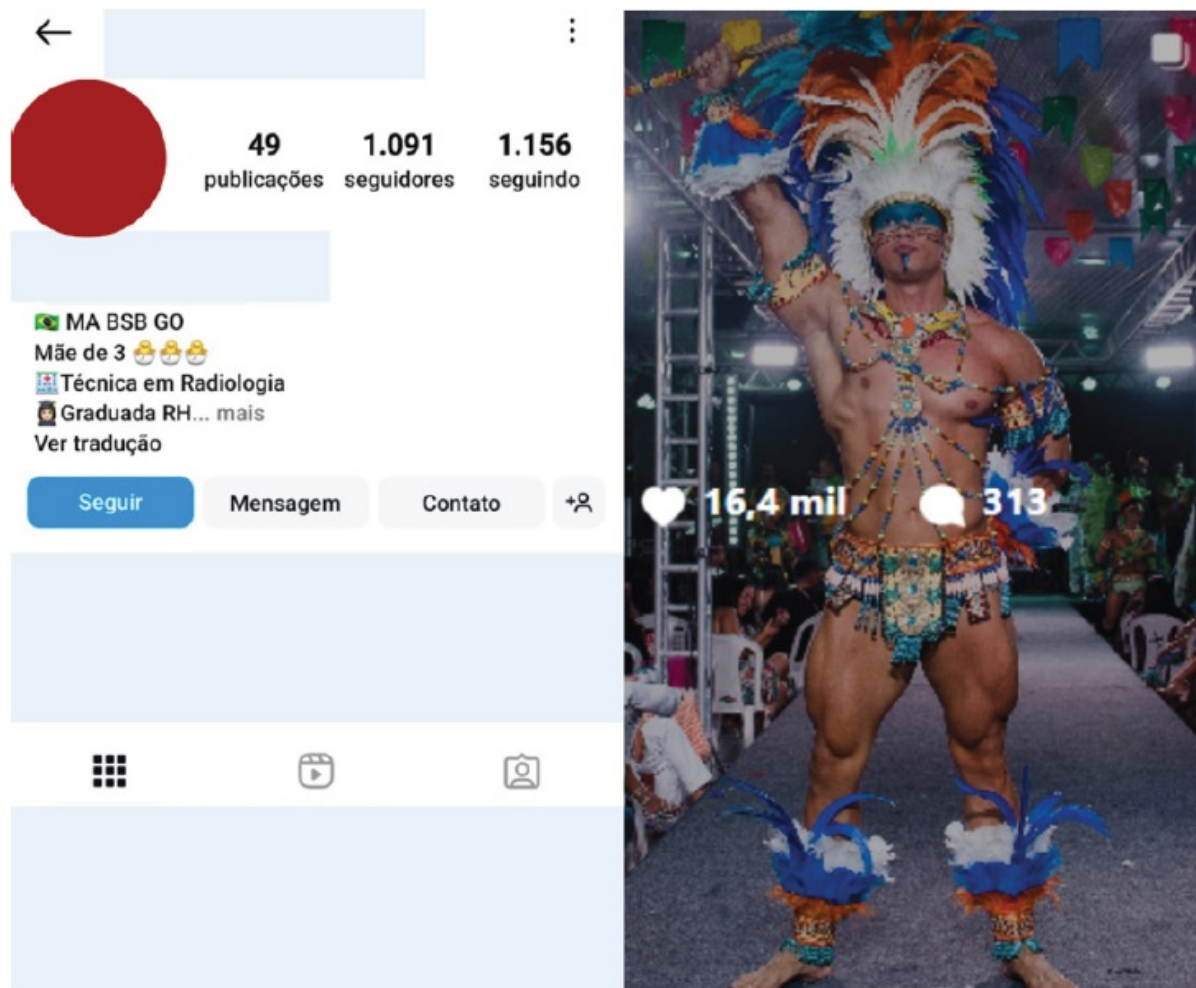 49 1.091 1.156
publicações seguidores seguindo
MA BSB GO
Mãe de 3
Técnica em Radiologia
Graduada RH... mais
Ver tradução
Seguir Mensagem Contato
16,4 mil 313